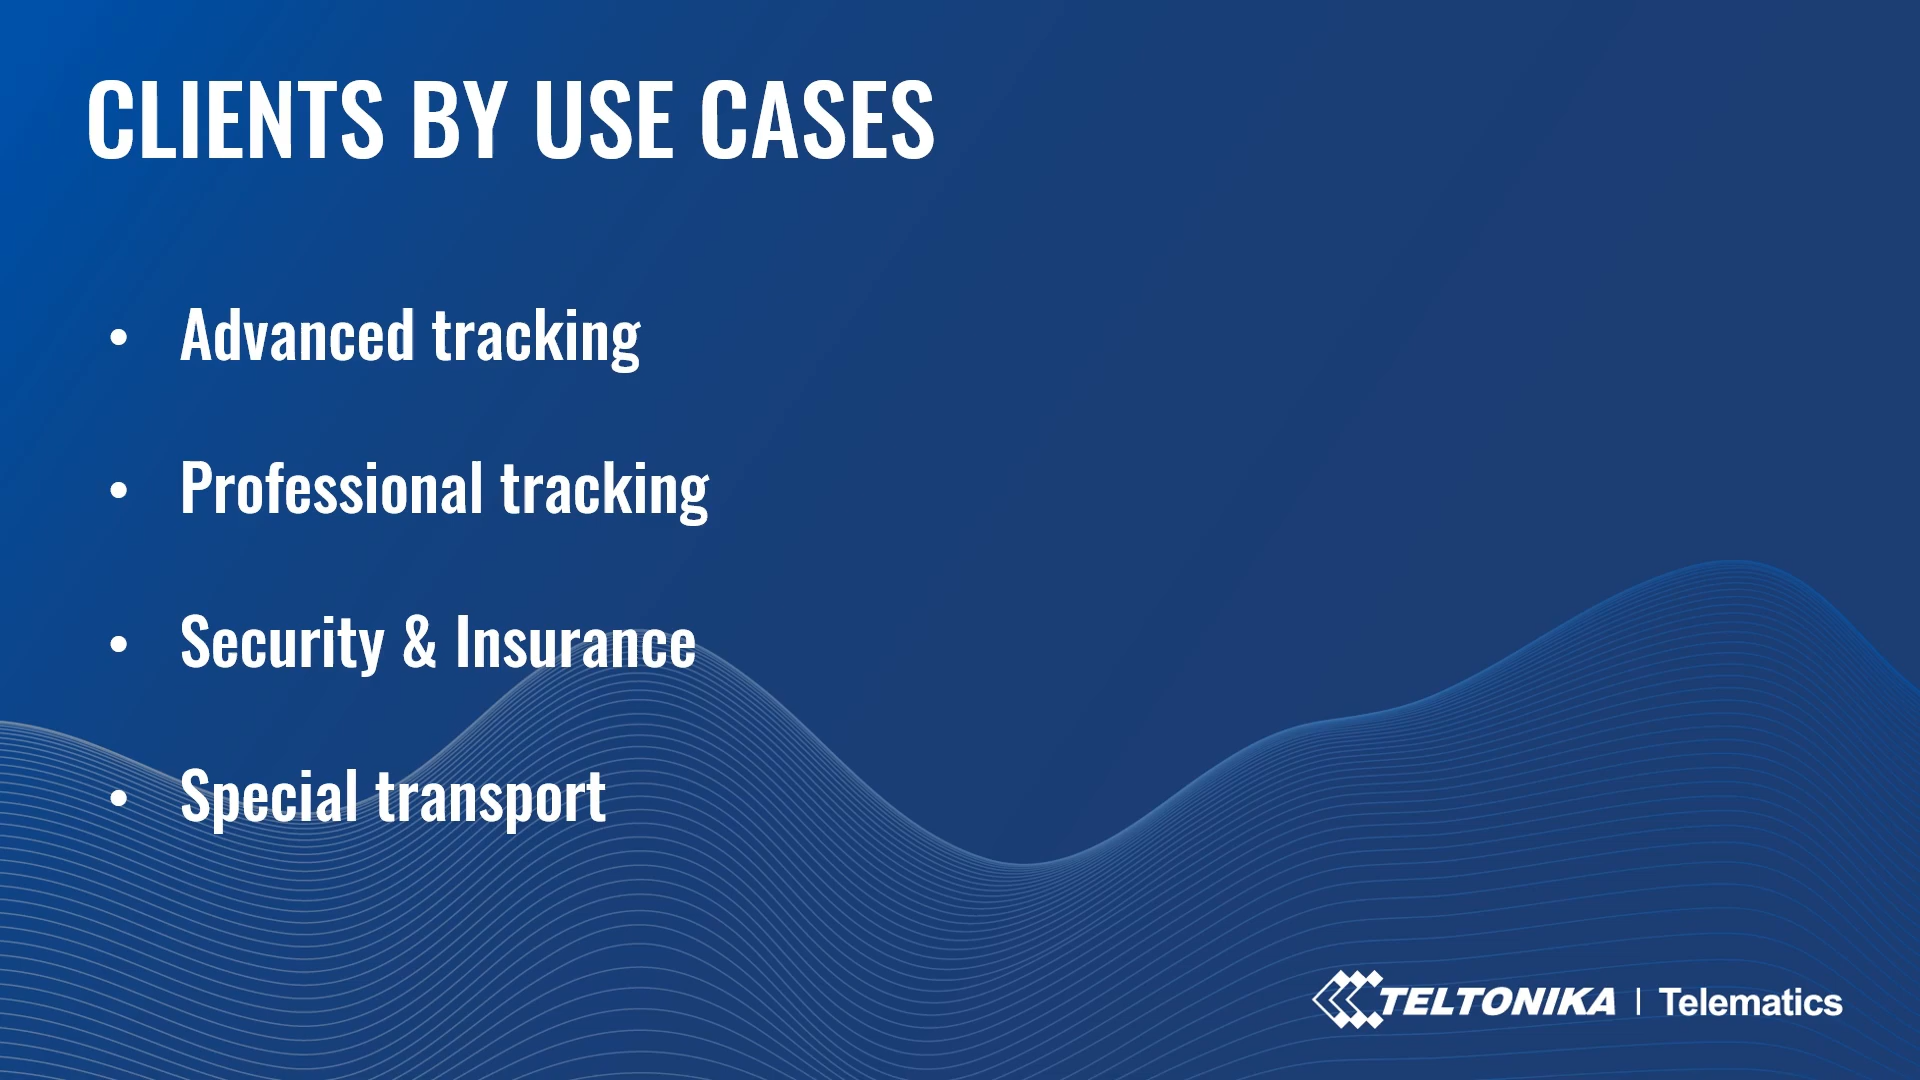 CLIENTS BY USE CASES
• Advanced tracking
• Professional tracking
• Security & Insurance
• Special transport
TELTONIKA | Telematics